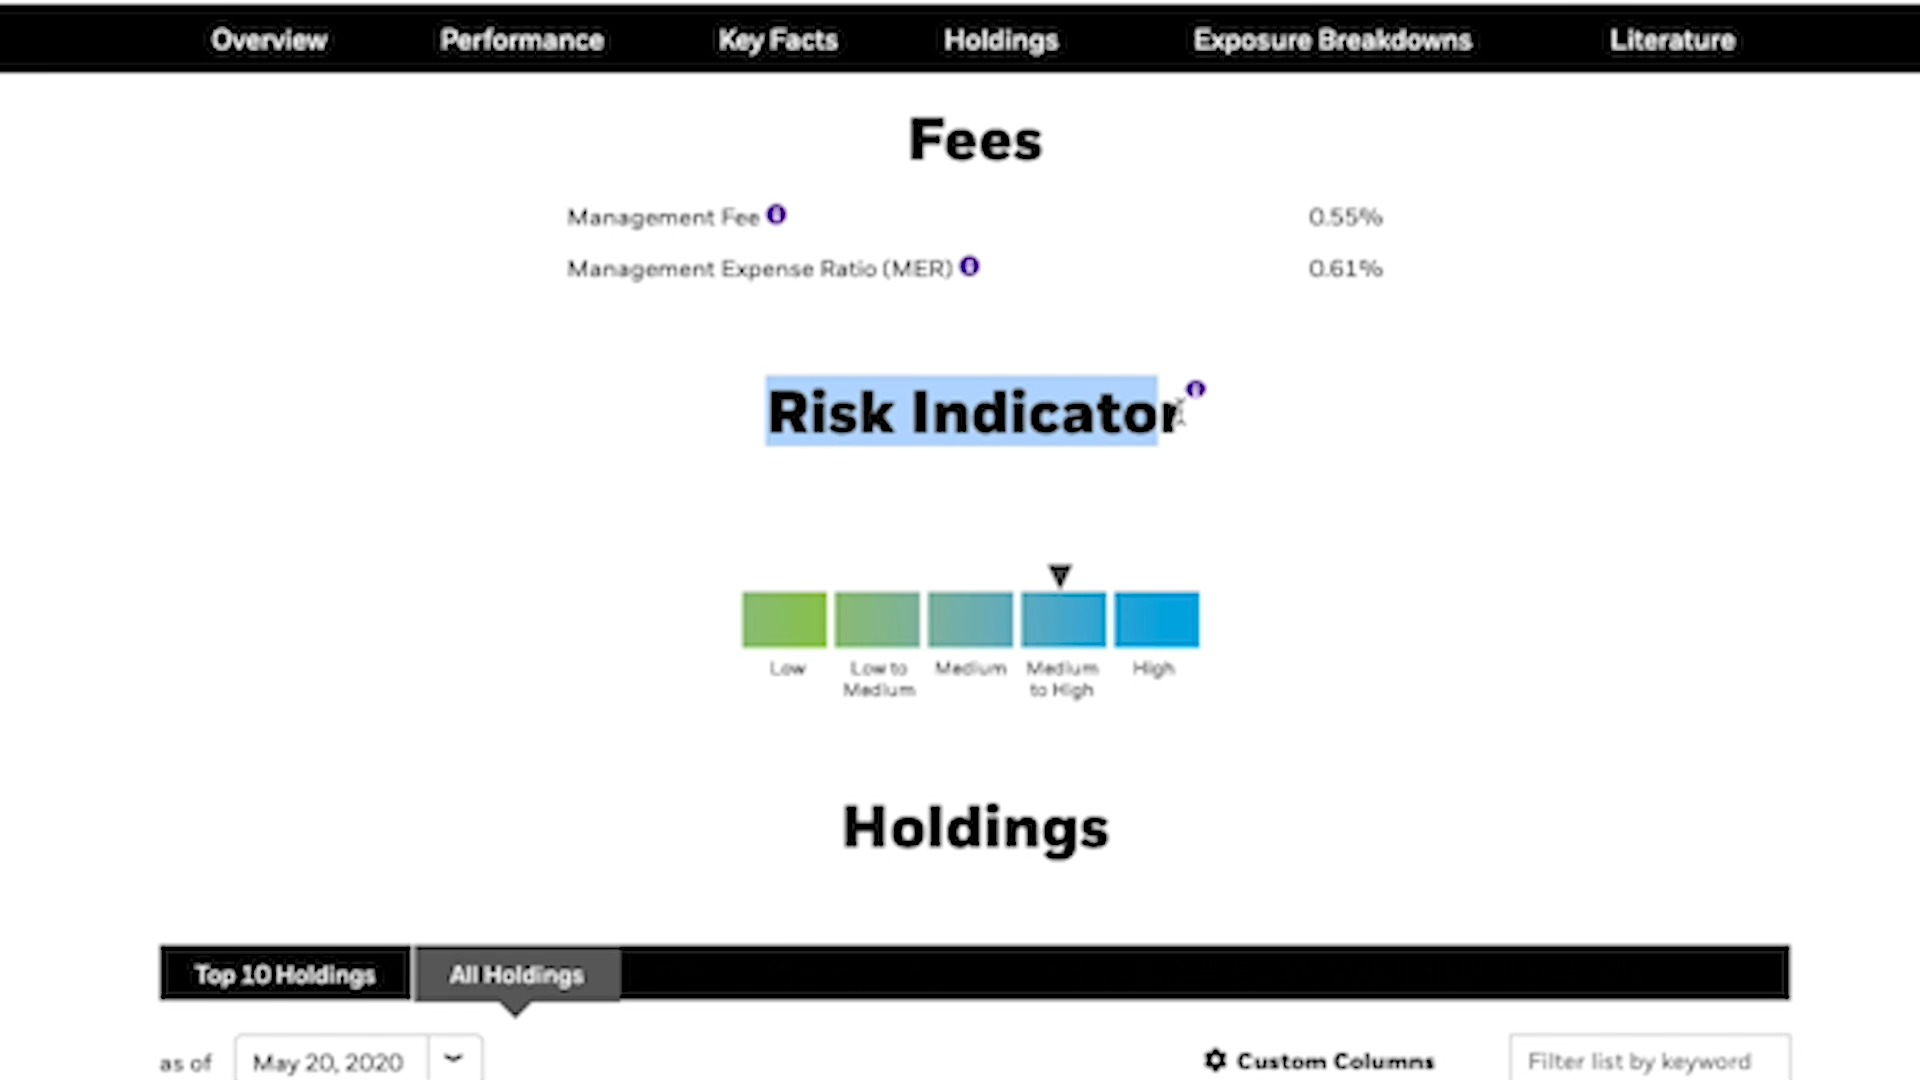 Overview Performance Key Facts Holdings Exposure Breakdowns Literature
Fees
Management Fee 0.55%
Management Expense Ratio (MER) 0.61%
Risk Indicator
Low Low to Medium Medium Medium to High High
Holdings
Top 10 Holdings All Holdings
as of May 20, 2020 Custom Columns Filter list by keyword